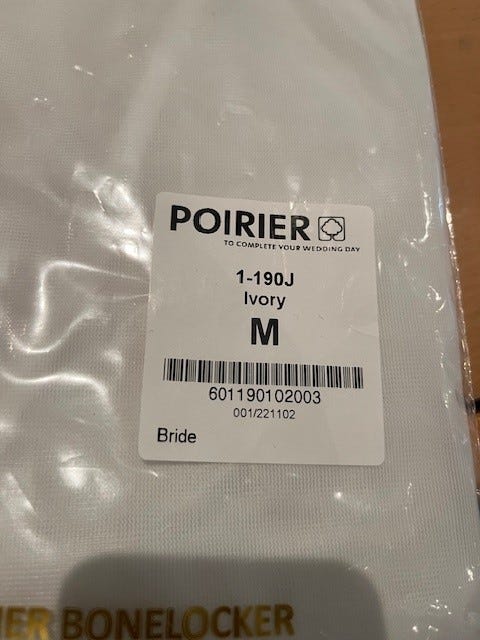 POIRIER
TO COMPLETE YOUR WEDDING DAY
1-190J
Ivory
M
601190102003
001/221102
Bride
BONELOCKER